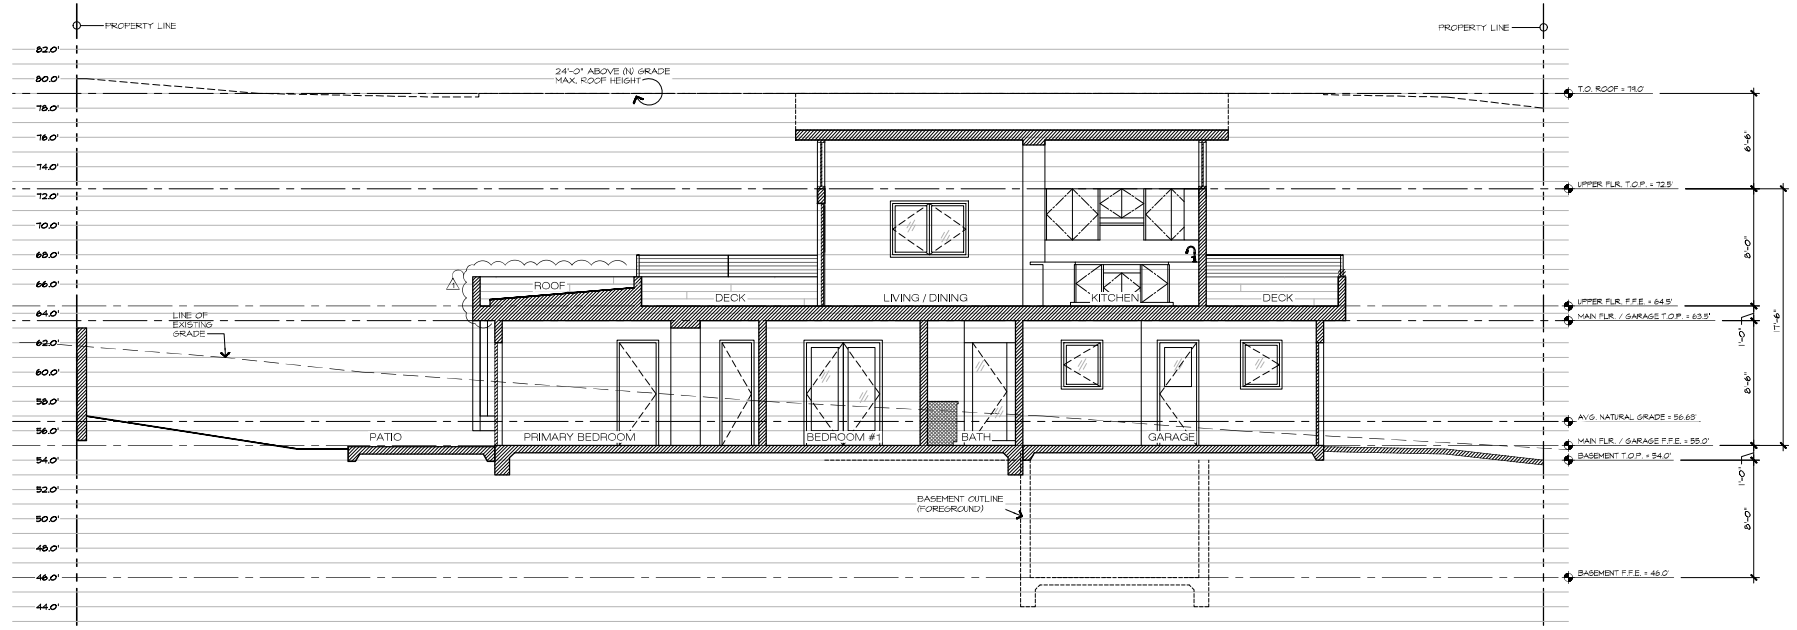 PROPERTY LINE
PROPERTY LINE
82.0'
80.0'
78.0'
76.0'
74.0'
72.0'
70.0'
68.0'
66.0'
64.0'
62.0'
60.0'
58.0'
56.0'
54.0'
52.0'
50.0'
48.0'
46.0'
44.0'
24'-0" ABOVE (N) GRADE
MAX. ROOF HEIGHT
ROOF
DECK
LIVING / DINING
KITCHEN
DECK
1
LINE OF
EXISTING
GRADE
PATIO
PRIMARY BEDROOM
BEDROOM #1
BATH
GARAGE
BASEMENT OUTLINE
(FOREGROUND)
T.O. ROOF = 79.0'
UPPER FLR. T.O.P. = 72.5'
UPPER FLR. F.F.E. = 64.5'
MAIN FLR. / GARAGE T.O.P. = 63.5'
AVG. NATURAL GRADE = 56.63'
MAIN FLR. / GARAGE F.F.E. = 55.0'
BASEMENT T.O.P. = 54.0'
BASEMENT F.F.E. = 46.0'
6'-6"
8'-0"
1'-0"
17'-6"
8'-6"
1'-0"
8'-0"